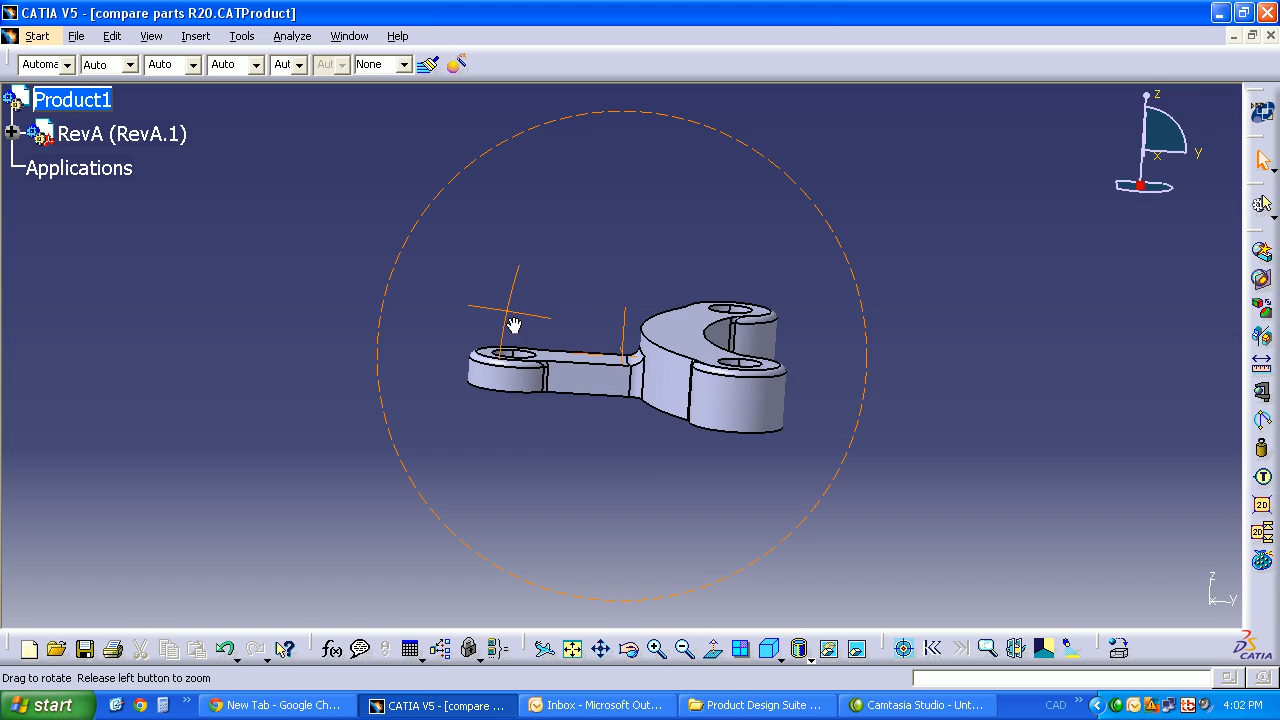 CATIA V5 - [compare parts R20.CATProduct]
Start File Edit View Insert Tools Analyze Window Help
Automa Auto Auto Auto Aut Aut None
Product1
RevA (RevA.1)
Applications
z
Y
x
z
x y
f(x)
T
2D
2D
DS CATIA
Drag to rotate Release left button to zoom
start
New Tab - Google Ch...
CATIA V5 - [compare ...
Inbox - Microsoft Out...
Product Design Suite ...
Camtasia Studio - Unt...
CAD
4:02 PM